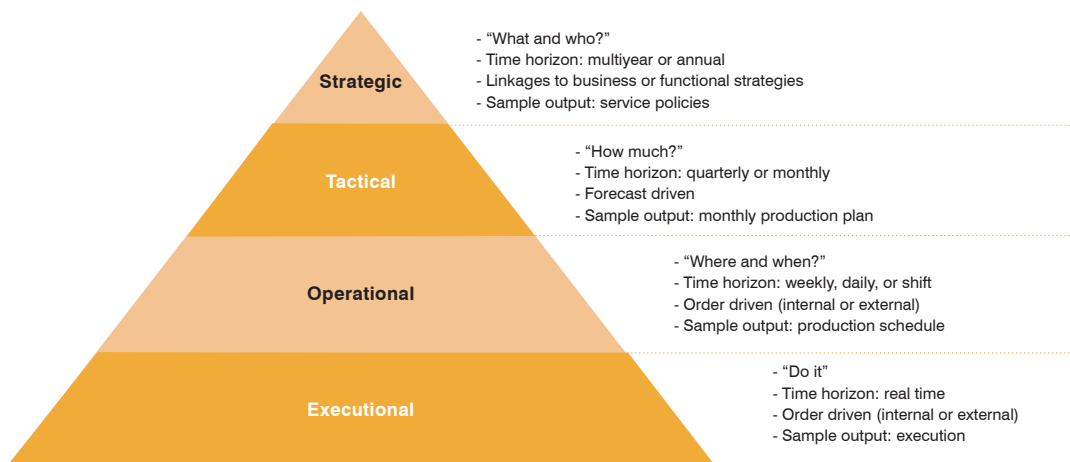 Strategic
- “What and who?”
- Time horizon: multiyear or annual
- Linkages to business or functional strategies
- Sample output: service policies
Tactical
- “How much?”
- Time horizon: quarterly or monthly
- Forecast driven
- Sample output: monthly production plan
Operational
- “Where and when?”
- Time horizon: weekly, daily, or shift
- Order driven (internal or external)
- Sample output: production schedule
Executional
- “Do it”
- Time horizon: real time
- Order driven (internal or external)
- Sample output: execution